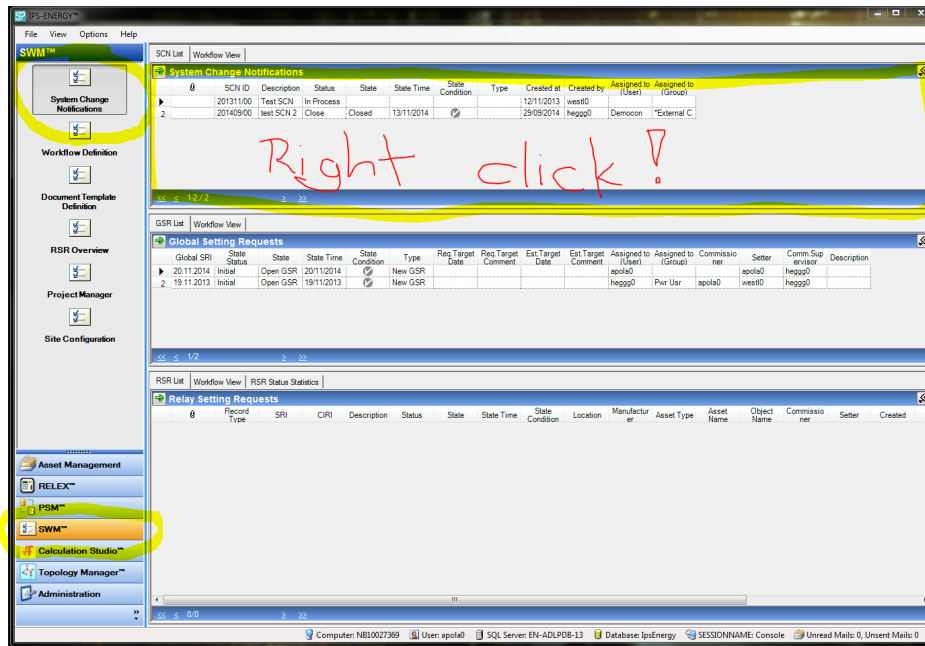 IPS-ENERGY™
File View Options Help
SWM™
System Change
Notifications
Workflow Definition
Document Template
Definition
RSR Overview
Project Manager
Site Configuration
Asset Management
RELEX™
PSM™
SWM™
Calculation Studio™
Topology Manager™
Administration
»
SCN List Workflow View
System Change Notifications
SCN ID Description Status State State Time State Condition Type Created at Created by Assigned to (User) Assigned to (Group)
201311/00 Test SCN In Process 12/11/2013 westl0
2 201409/00 test SCN 2 Close Closed 13/11/2014 29/09/2014 heggg0 Democon *External C
Right click!
<< < 1-2/2 > >>
GSR List Workflow View
Global Setting Requests
Global SRI State Status State State Time State Condition Type Req.Target Date Req.Target Comment Est.Target Date Est.Target Comment Assigned to (User) Assigned to (Group) Commissio ner Setter Comm.Sup ervisor Description
20.11.2014 Initial Open GSR 20/11/2014 New GSR apola0 apola0 heggg0
2 19.11.2013 Initial Open GSR 19/11/2013 New GSR heggg0 Pwr Usr apola0 westl0 heggg0
<< < 1/2 > >>
RSR List Workflow View RSR Status Statistics
Relay Setting Requests
Record Type SRI CIRI Description Status State State Time State Condition Location Manufactur er Asset Type Asset Name Object Name Commissio ner Setter Created
<< < 0/0 > >>
Computer: NB10027369 User: apola0 SQL Server: EN-ADLPDB-13 Database: IpsEnergy SESSIONNAME: Console Unread Mails: 0, Unsent Mails: 0